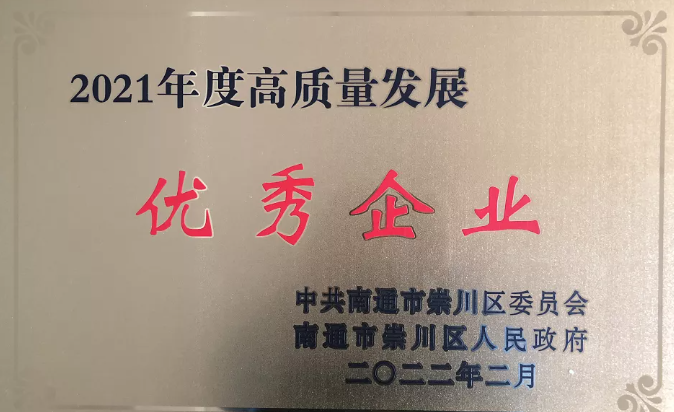 2021年度高质量发展
优秀企业
中共南通市崇川区委员会
南通市崇川区人民政府
二〇二二年二月